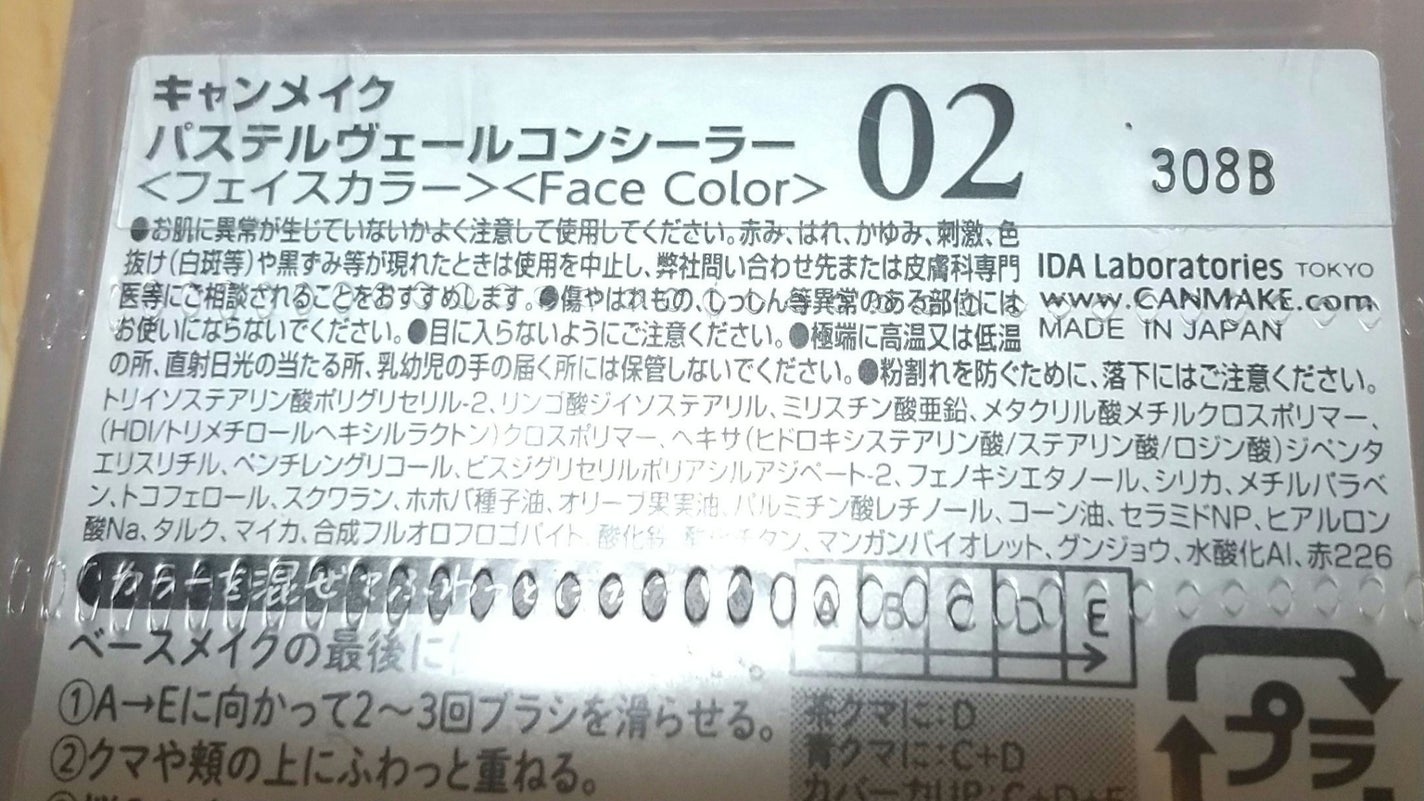 キャンメイク
パステルヴェールコンシーラー
<フェイスカラー><Face Color>
02
308B
●お肌に異常が生じていないかよく注意して使用してください。赤み、はれ、かゆみ、刺激、色
抜け(白斑等)や黒ずみ等が現れたときは使用を中止し、弊社問い合わせ先または皮膚科専門
医等にご相談されることをおすすめします。●傷やはれもの、しっしん等異常のある部位には
お使いにならないでください。●目に入らないようにご注意ください。●極端に高温又は低温
の所、直射日光の当たる所、乳幼児の手の届く所には保管しないでください。●粉割れを防ぐために、落下にはご注意ください。
IDA Laboratories TOKYO
www.CANMAKE.com
MADE IN JAPAN
トリイソステアリン酸ポリグリセリル-2、リンゴ酸ジイソステアリル、ミリスチン酸亜鉛、メタクリル酸メチルクロスポリマー、
(HDI/トリメチロールヘキシルラクトン)クロスポリマー、ヘキサ(ヒドロキシステアリン酸/ステアリン酸/ロジン酸)ジペンタ
エリスリチル、ペンチレングリコール、ビスジグリセリルポリアシルアジペート-2、フェノキシエタノール、シリカ、メチルパラベ
ン、トコフェロール、スクワラン、ホホバ種子油、オリーブ果実油、パルミチン酸レチノール、コーン油、セラミドNP、ヒアルロン
酸Na、タルク、マイカ、合成フルオロフロゴパイト、酸化鉄、酸化チタン、マンガンバイオレット、グンジョウ、水酸化Al、赤226
カラーを混ぜてふわっと
A B C D E
ベースメイクの最後に
①A→Eに向かって2～3回ブラシを滑らせる。
②クマや頬の上にふわっと重ねる。
茶クマに:D
青クマに:C+D
カバー力UP:C+D+E
プラ